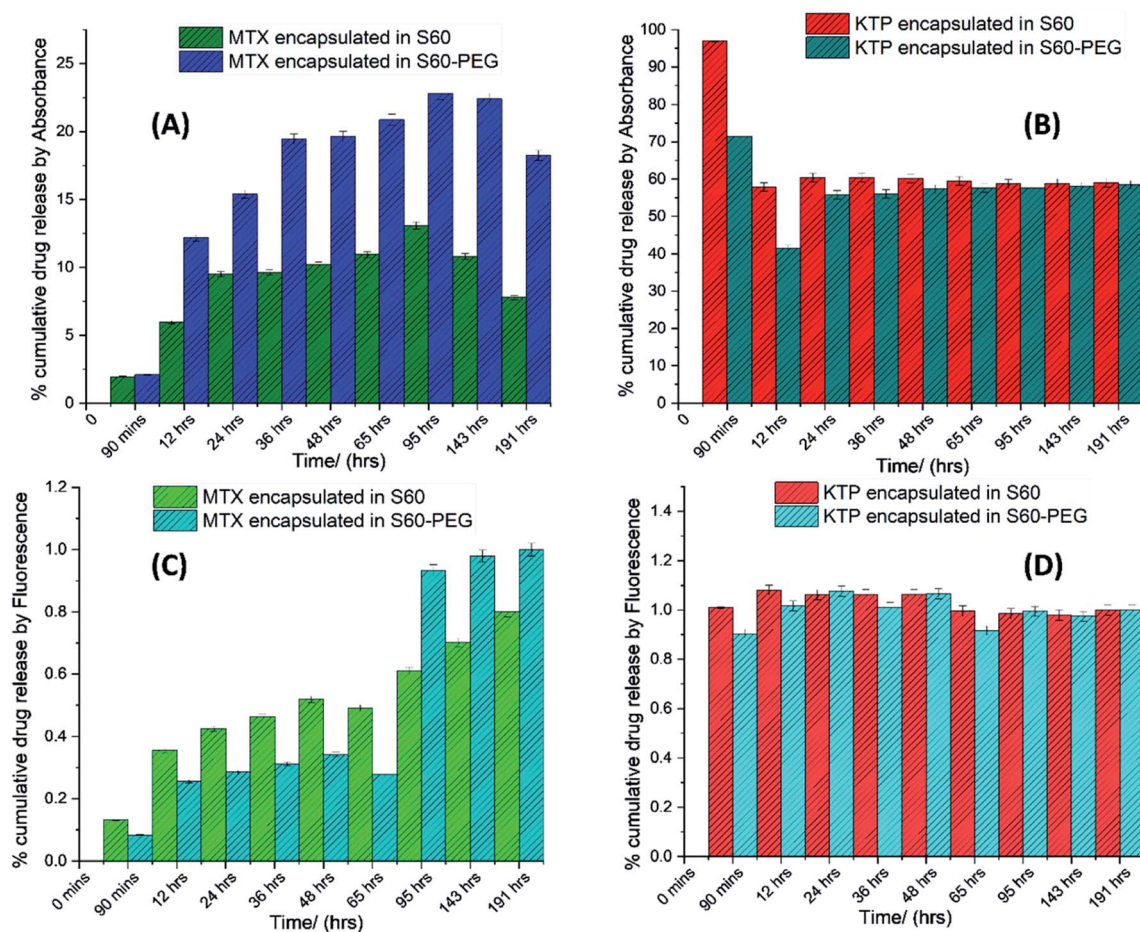 MTX encapsulated in S60
MTX encapsulated in S60-PEG
(A)
% cumulative drug release by Absorbance
25
20
15
10
5
0
0
90 mins
12 hrs
24 hrs
36 hrs
48 hrs
65 hrs
95 hrs
143 hrs
191 hrs
Time/ (hrs)
KTP encapsulated in S60
KTP encapsulated in S60-PEG
(B)
% cumulative drug release by Absorbance
100
90
80
70
60
50
40
30
20
10
0
0
90 mins
12 hrs
24 hrs
36 hrs
48 hrs
65 hrs
95 hrs
143 hrs
191 hrs
Time/ (hrs)
MTX encapsulated in S60
MTX encapsulated in S60-PEG
(C)
% cumulative drug release by Fluorescence
1.2
1.0
0.8
0.6
0.4
0.2
0.0
0 mins
90 mins
12 hrs
24 hrs
36 hrs
48 hrs
65 hrs
95 hrs
143 hrs
191 hrs
Time/ (hrs)
KTP encapsulated in S60
KTP encapsulated in S60-PEG
(D)
% cumulative drug release by Fluorescence
1.4
1.2
1.0
0.8
0.6
0.4
0.2
0.0
0 mins
90 mins
12 hrs
24 hrs
36 hrs
48 hrs
65 hrs
95 hrs
143 hrs
191 hrs
Time/ (hrs)